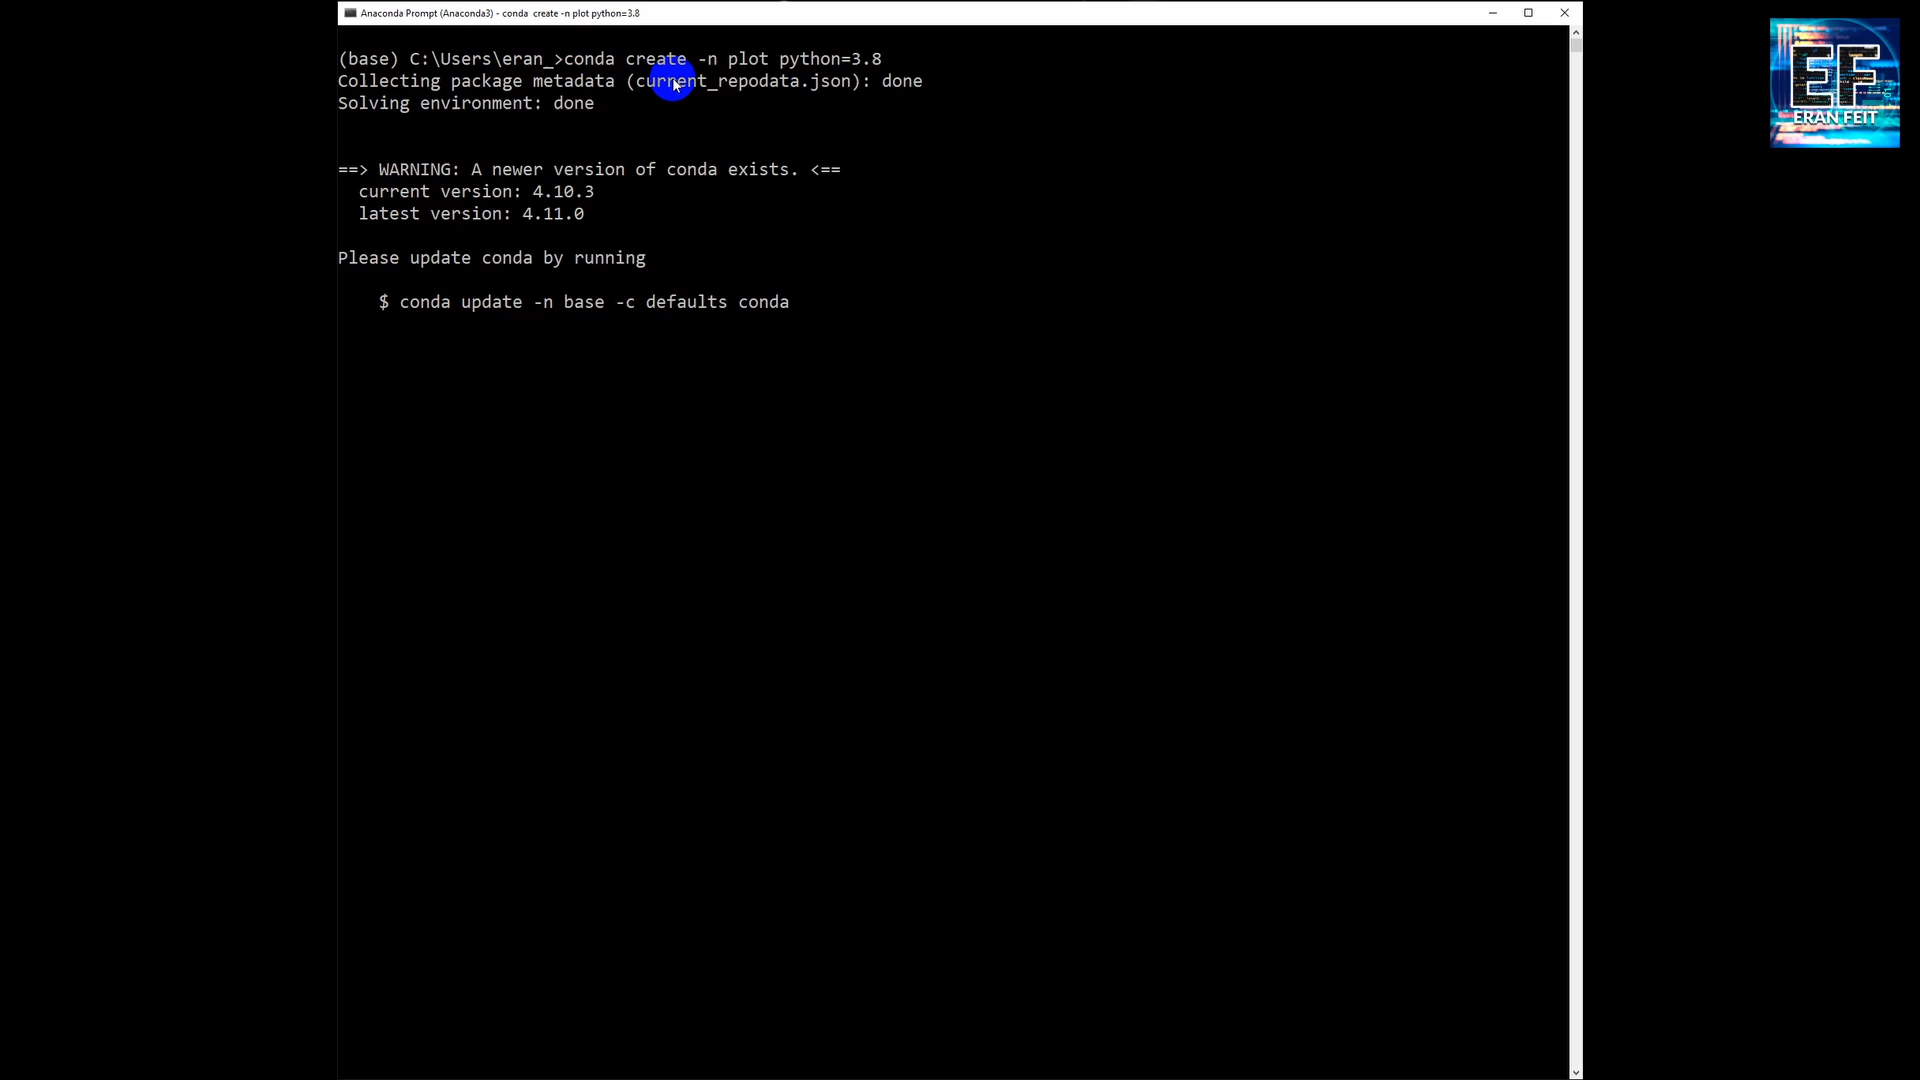 Anaconda Prompt (Anaconda3) - conda  create -n plot python=3.8
(base) C:\Users\eran_>conda create -n plot python=3.8
Collecting package metadata (current_repodata.json): done
Solving environment: done
==> WARNING: A newer version of conda exists. <==
  current version: 4.10.3
  latest version: 4.11.0
Please update conda by running
    $ conda update -n base -c defaults conda
EF
ERAN FEIT